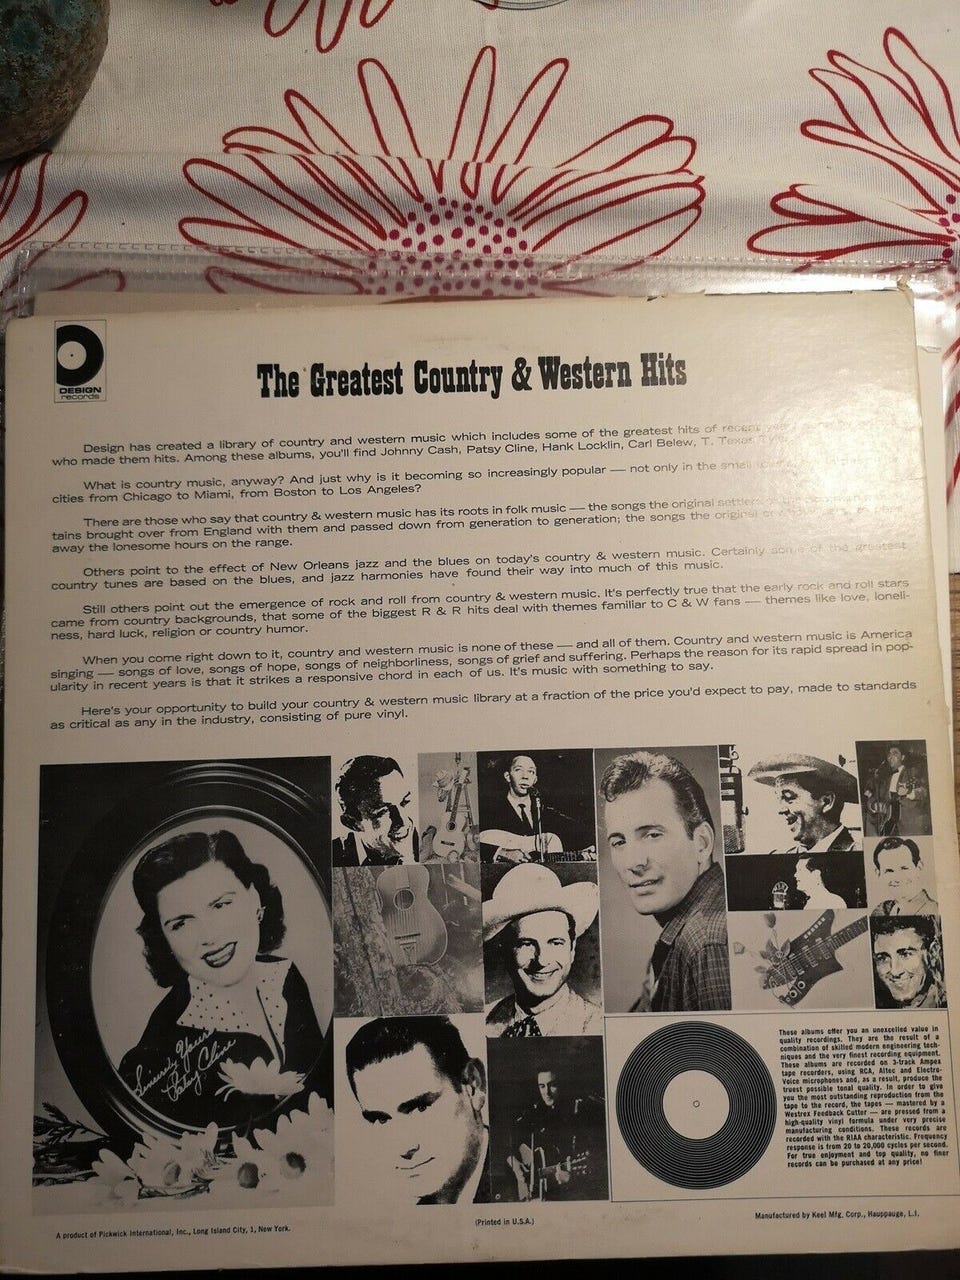 DESIGN
records
The Greatest Country & Western Hits
Design has created a library of country and western music which includes some of the greatest hits of recent
who made them hits. Among these albums, you'll find Johnny Cash, Patsy Cline, Hank Locklin, Carl Belew, T. Texas Tyler
What is country music, anyway? And just why is it becoming so increasingly popular — not only in the small
cities from Chicago to Miami, from Boston to Los Angeles?
There are those who say that country & western music has its roots in folk music — the songs the original settlers
tains brought over from England with them and passed down from generation to generation; the songs the original
away the lonesome hours on the range.
Others point to the effect of New Orleans jazz and the blues on today's country & western music. Certainly some of the greatest
country tunes are based on the blues, and jazz harmonies have found their way into much of this music.
Still others point out the emergence of rock and roll from country & western music. It's perfectly true that the early rock and roll stars
came from country backgrounds, that some of the biggest R & R hits deal with themes familiar to C & W fans — themes like love, loneli-
ness, hard luck, religion or country humor.
When you come right down to it, country and western music is none of these — and all of them. Country and western music is America
singing — songs of love, songs of hope, songs of neighborliness, songs of grief and suffering. Perhaps the reason for its rapid spread in pop-
ularity in recent years is that it strikes a responsive chord in each of us. It's music with something to say.
Here's your opportunity to build your country & western music library at a fraction of the price you'd expect to pay, made to standards
as critical as any in the industry, consisting of pure vinyl.
Sincerely Yours
Patsy Cline
These albums offer you an unexcelled value in
quality recordings. They are the result of a
combination of skilled modern engineering tech-
niques and the very finest recording equipment.
These albums are recorded on 3-track Ampex
tape recorders, using RCA, Altec and Electro-
Voice microphones and, as a result, produce the
truest possible tonal quality. In order to give
you the most outstanding reproduction from the
tape to the record, the tapes — mastered by a
Westrex Feedback Cutter — are pressed from a
high-quality vinyl formula under very precise
manufacturing conditions. These records are
recorded with the RIAA characteristic. Frequency
response is from 20 to 20,000 cycles per second.
For true enjoyment and top quality, no finer
records can be purchased at any price!
A product of Pickwick International, Inc., Long Island City, 1, New York.
(Printed in U.S.A.)
Manufactured by Keel Mfg. Corp., Hauppauge, L.I.